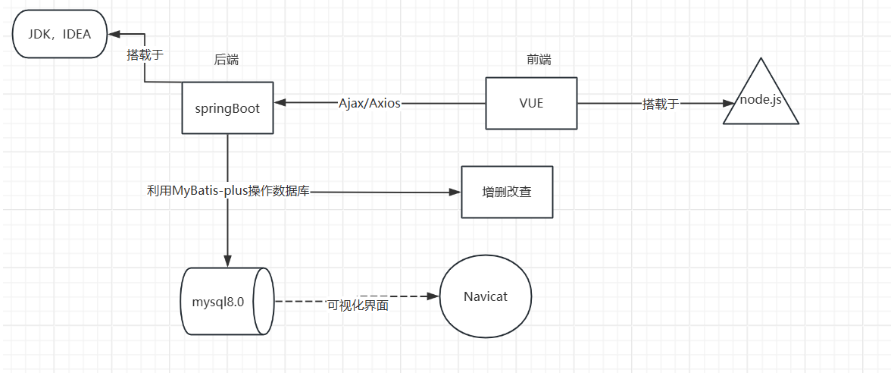 JDK，IDEA
搭载于
后端
前端
springBoot
Ajax/Axios
VUE
搭载于
node.js
利用MyBatis-plus操作数据库
增删改查
mysql8.0
可视化界面
Navicat